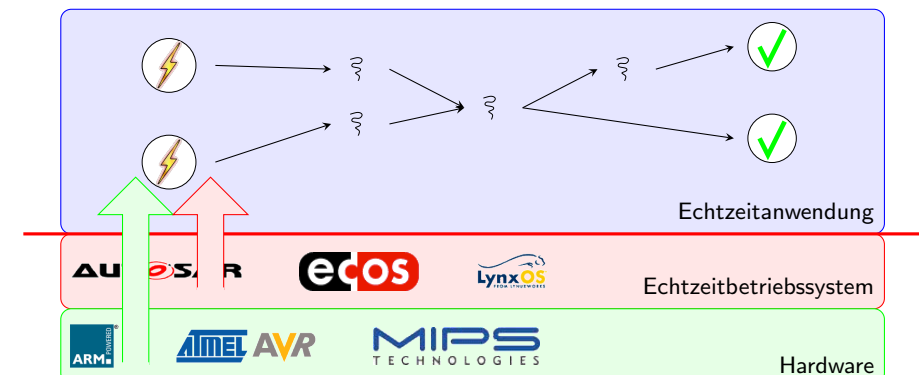 Echtzeitanwendung
AUTOSAR
ecos
LynxOS
FROM LYNUXWORKS
Echtzeitbetriebssystem
ARM POWERED ®
ATMEL AVR
MIPS
TECHNOLOGIES
Hardware